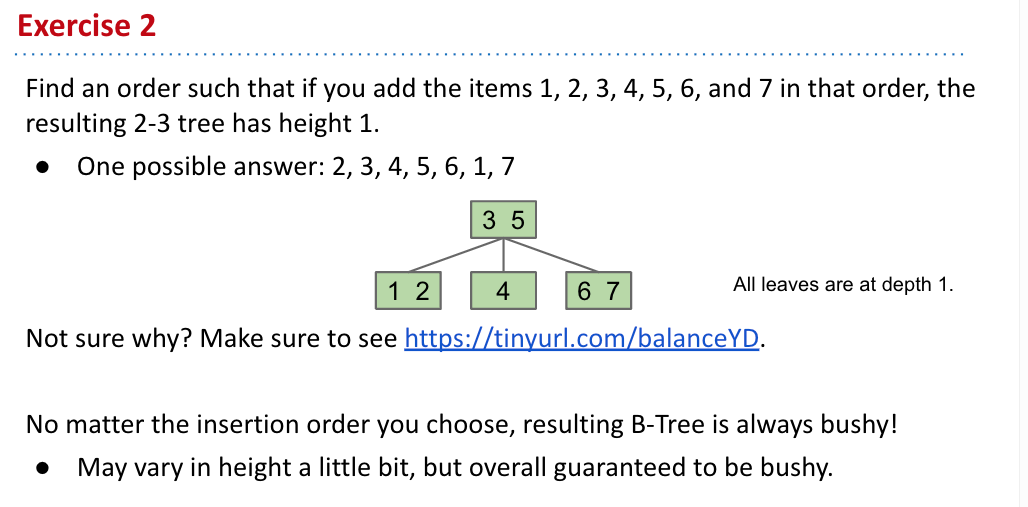 Exercise 2
Find an order such that if you add the items 1, 2, 3, 4, 5, 6, and 7 in that order, the
resulting 2-3 tree has height 1.
● One possible answer: 2, 3, 4, 5, 6, 1, 7
3 5
1 2 4 6 7
All leaves are at depth 1.
Not sure why? Make sure to see https://tinyurl.com/balanceYD.
No matter the insertion order you choose, resulting B-Tree is always bushy!
● May vary in height a little bit, but overall guaranteed to be bushy.